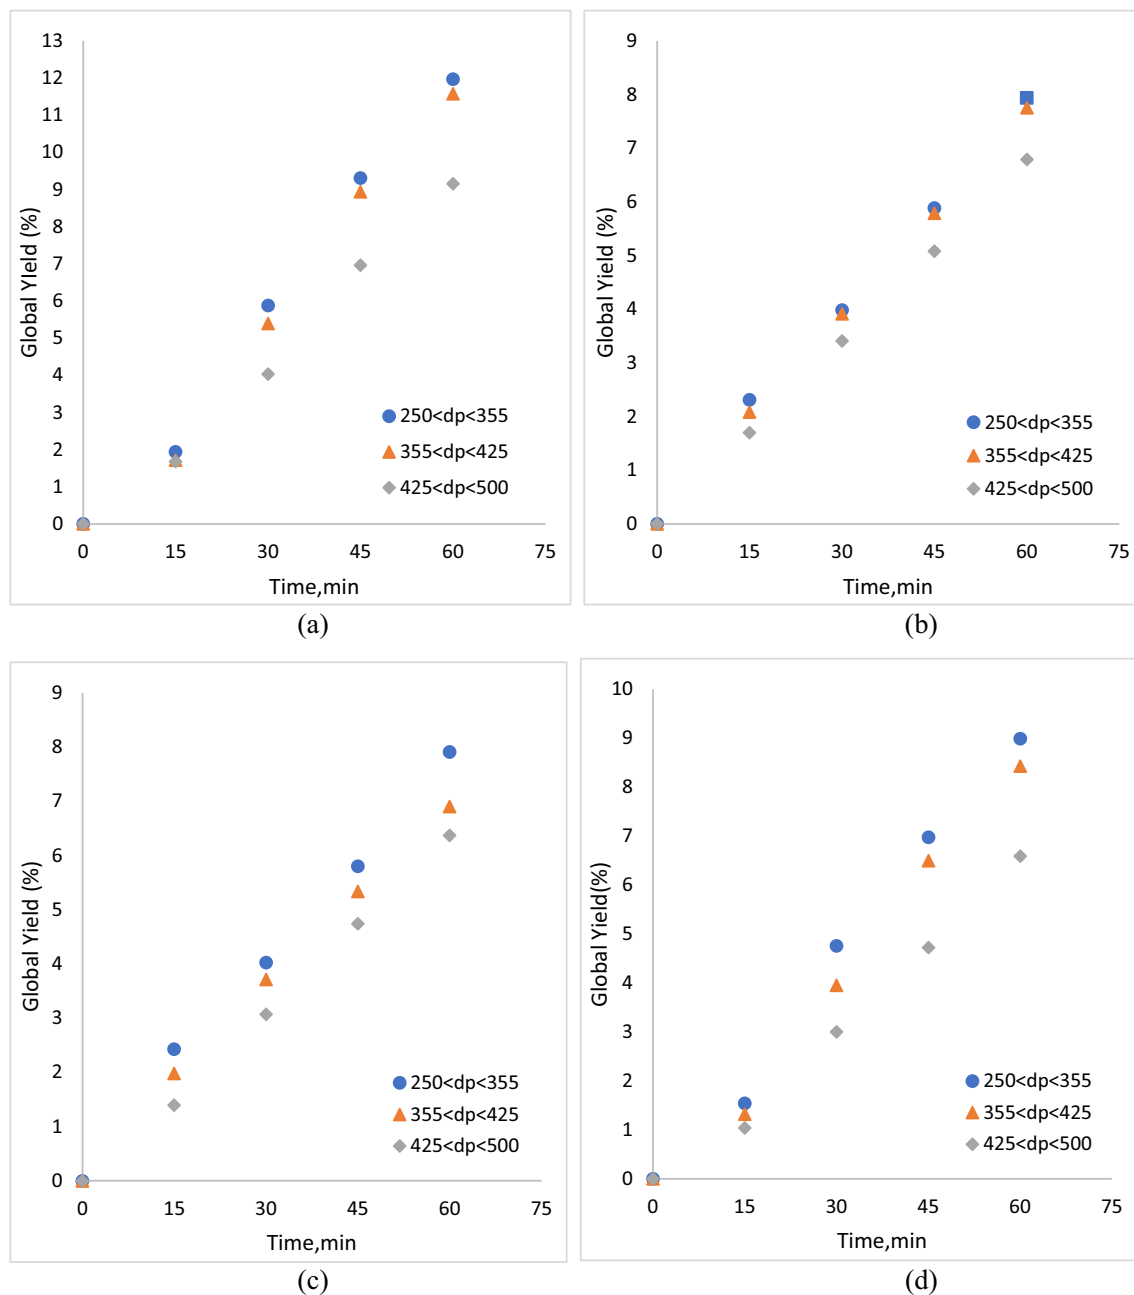 13
12
11
10
9
8
7
6
5
4
3
2
1
0
Global YIeld (%)
250<dp<355
355<dp<425
425<dp<500
0 15 30 45 60 75
Time,min
(a)
9
8
7
6
5
4
3
2
1
0
Global Yield (%)
250<dp<355
355<dp<425
425<dp<500
0 15 30 45 60 75
Time,min
(b)
9
8
7
6
5
4
3
2
1
0
Global Yield (%)
250<dp<355
355<dp<425
425<dp<500
0 15 30 45 60 75
Time,min
(c)
10
9
8
7
6
5
4
3
2
1
0
Global Yield(%)
250<dp<355
355<dp<425
425<dp<500
0 15 30 45 60 75
Time,min
(d)